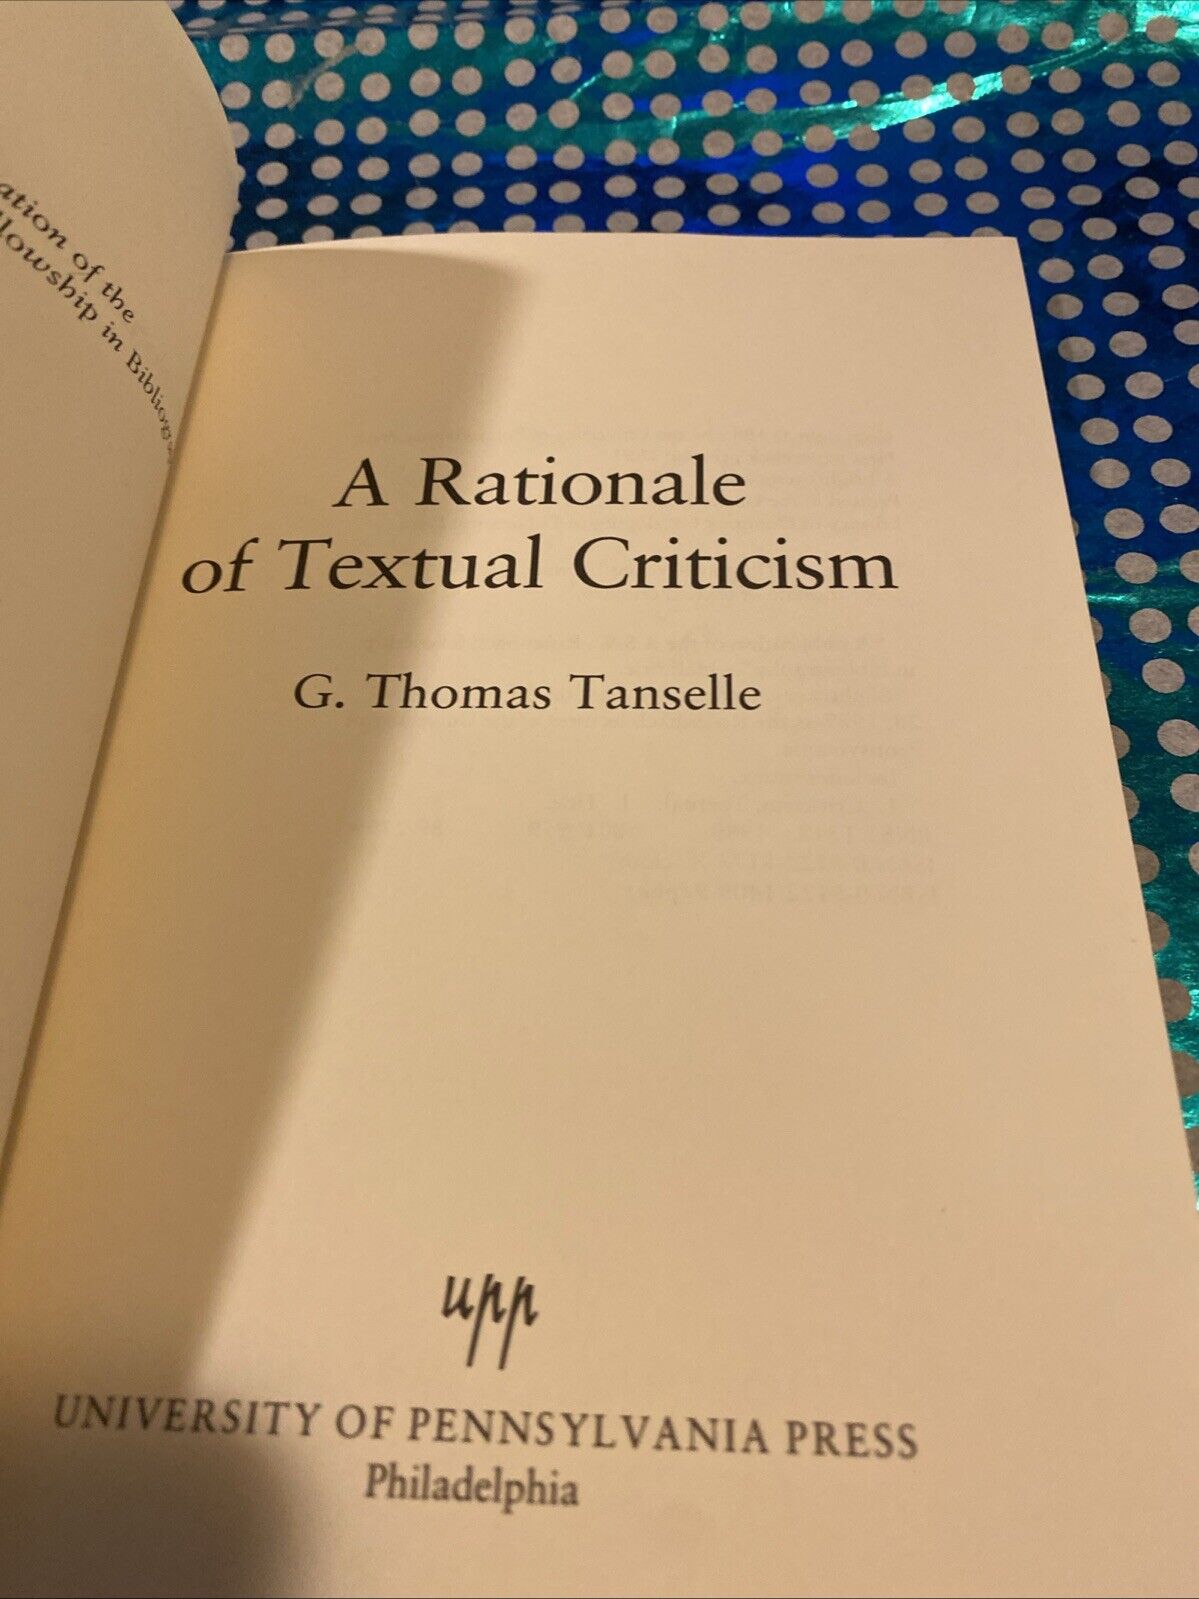 ation of the
llowship in Bibliog
A Rationale
of Textual Criticism
G. Thomas Tanselle
upp
UNIVERSITY OF PENNSYLVANIA PRESS
Philadelphia